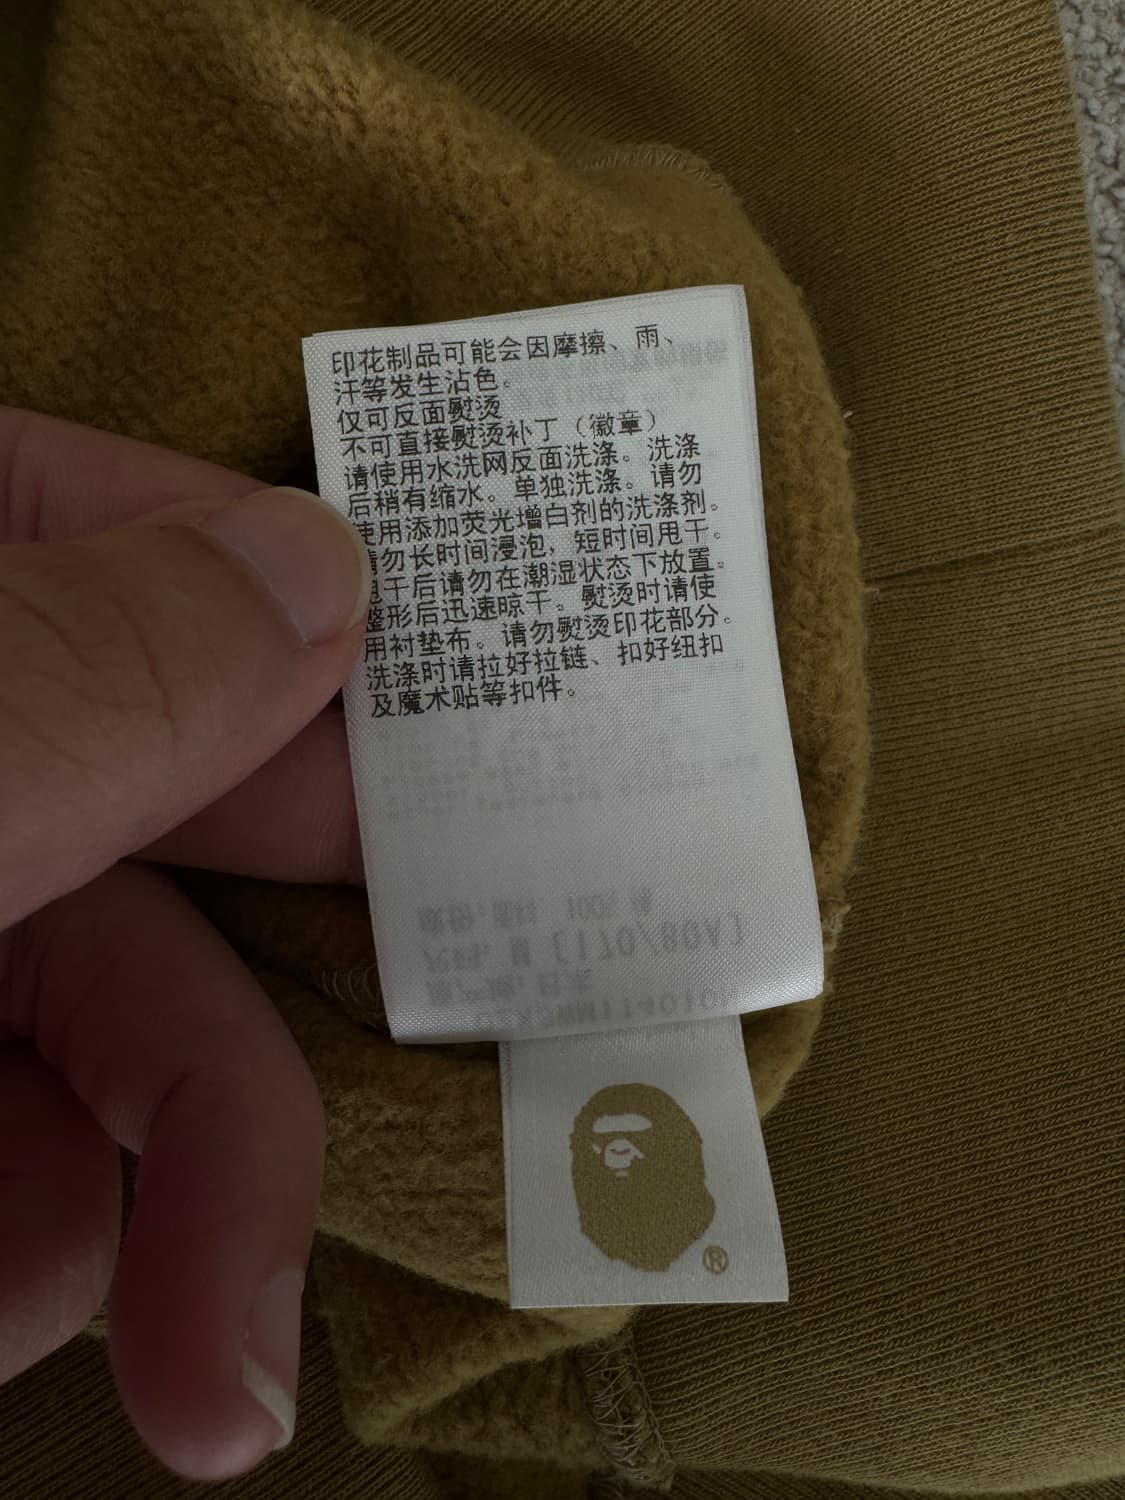 印花制品可能会因摩擦、雨、
汗等发生沾色。
仅可反面熨烫
不可直接熨烫补丁（徽章）
请使用水洗网反面洗涤。洗涤
后稍有缩水。单独洗涤。请勿
使用添加荧光增白剂的洗涤剂。
请勿长时间浸泡，短时间甩干。
甩干后请勿在潮湿状态下放置。
整形后迅速晾干。熨烫时请使
用衬垫布。请勿熨烫印花部分。
洗涤时请拉好拉链、扣好纽扣
及魔术贴等扣件。
M [170/80A]
®